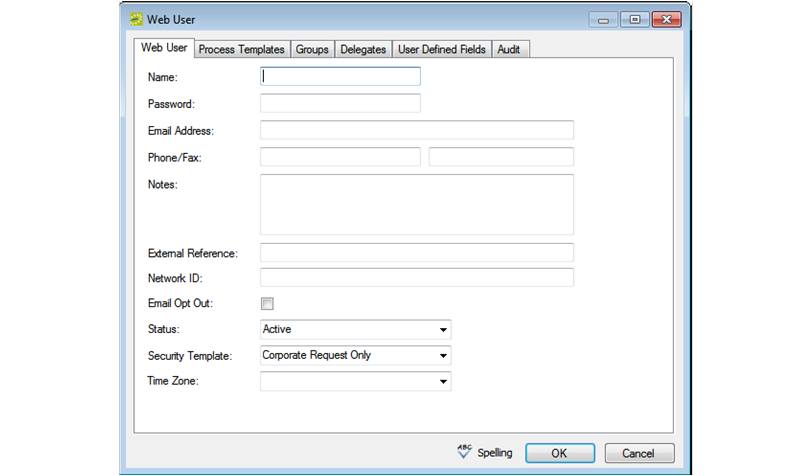 Web User
Web User Process Templates Groups Delegates User Defined Fields Audit
Name:
Password:
Email Address:
Phone/Fax:
Notes:
External Reference:
Network ID:
Email Opt Out:
Status: Active
Security Template: Corporate Request Only
Time Zone:
ABC Spelling OK Cancel